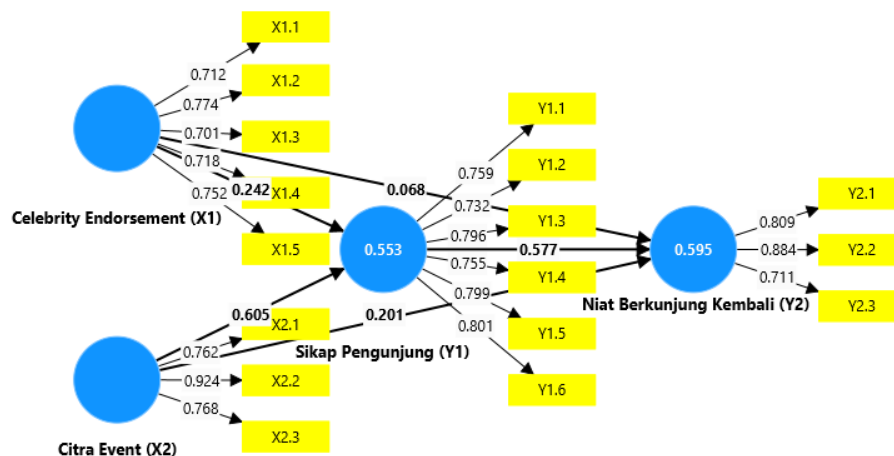 X1.1
0.712
X1.2
0.774
X1.3
0.701
0.718
X1.4
0.752
0.242
X1.5
Celebrity Endorsement (X1)
0.068
Y1.1
0.759
Y1.2
0.732
Y1.3
0.796
0.553
0.577
0.755
Y1.4
0.799
Y1.5
0.801
Y1.6
Sikap Pengunjung (Y1)
0.595
Niat Berkunjung Kembali (Y2)
0.809
Y2.1
0.884
Y2.2
0.711
Y2.3
0.605
0.201
X2.1
0.762
X2.2
0.924
0.768
X2.3
Citra Event (X2)